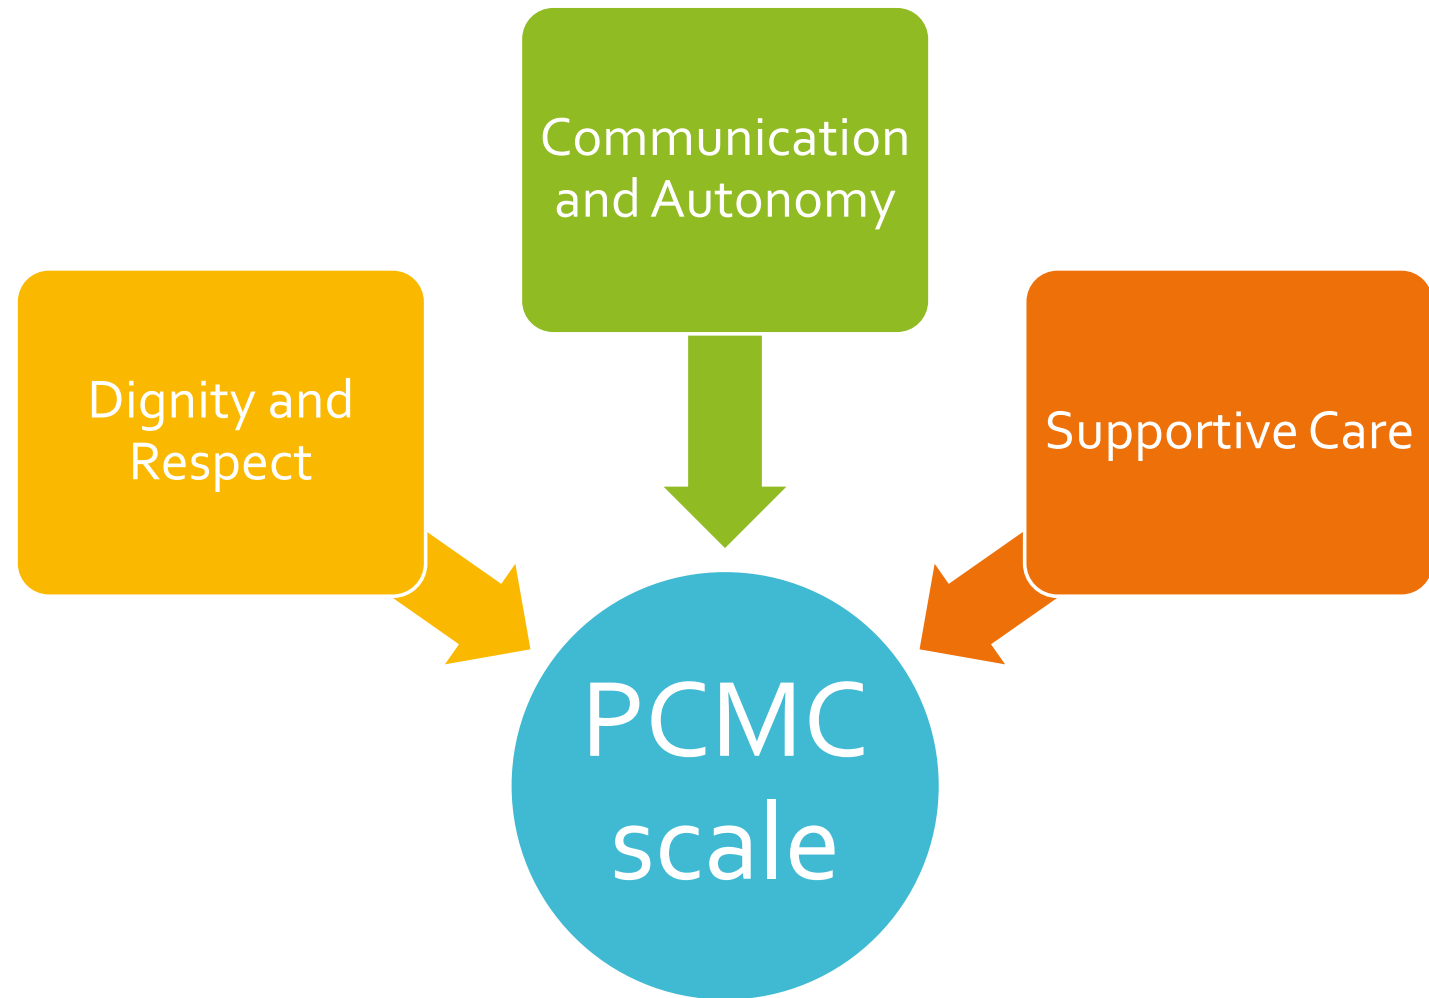 Communication
and Autonomy
Dignity and
Respect
Supportive Care
PCMC
scale